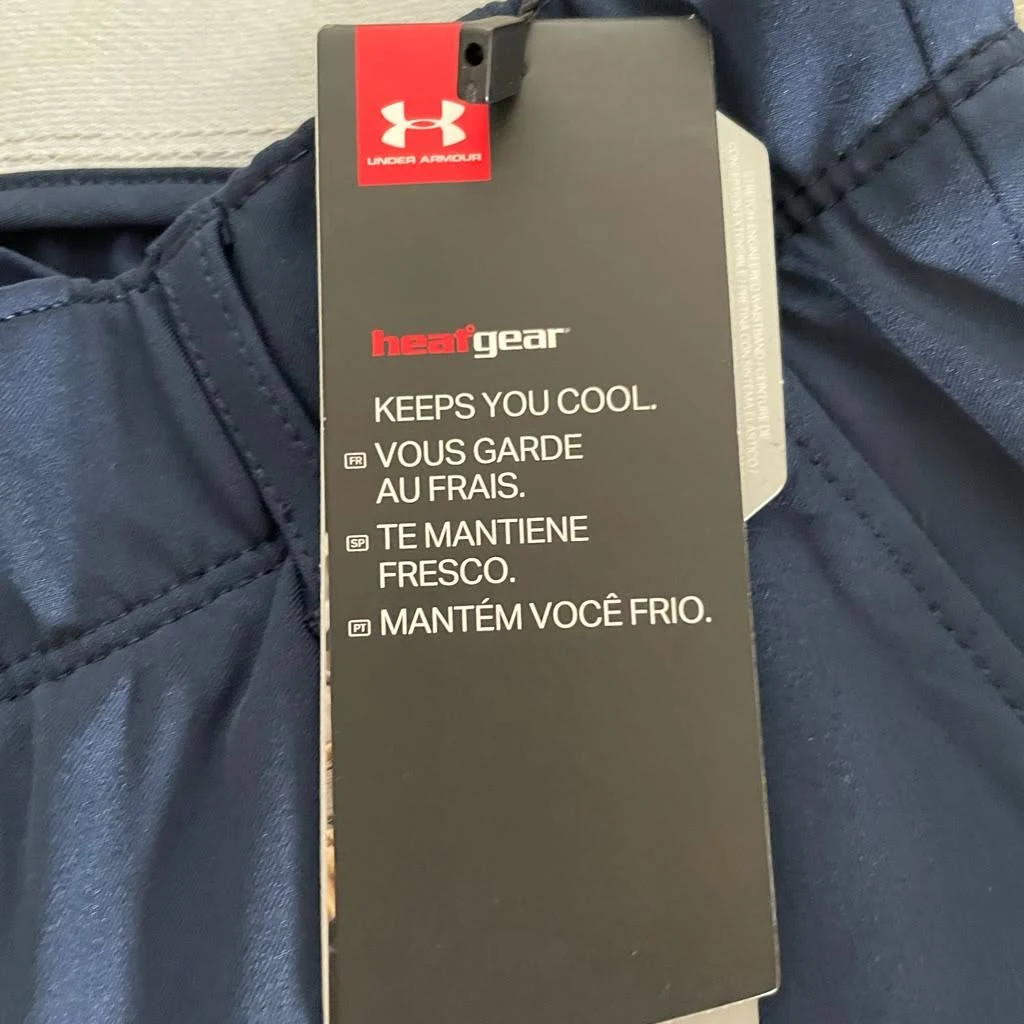 UNDER ARMOUR
heatgear
KEEPS YOU COOL.
FR VOUS GARDE
AU FRAIS.
SP TE MANTIENE
FRESCO.
PT MANTÉM VOCÊ FRIO.